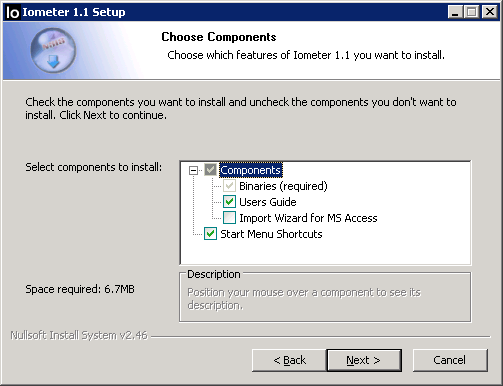 Io Iometer 1.1 Setup
Choose Components
Choose which features of Iometer 1.1 you want to install.
Check the components you want to install and uncheck the components you don't want to
install. Click Next to continue.
Select components to install:
Components
Binaries (required)
Users Guide
Import Wizard for MS Access
Start Menu Shortcuts
Space required: 6.7MB
Description
Position your mouse over a component to see its
description.
Nullsoft Install System v2.46
< Back
Next >
Cancel